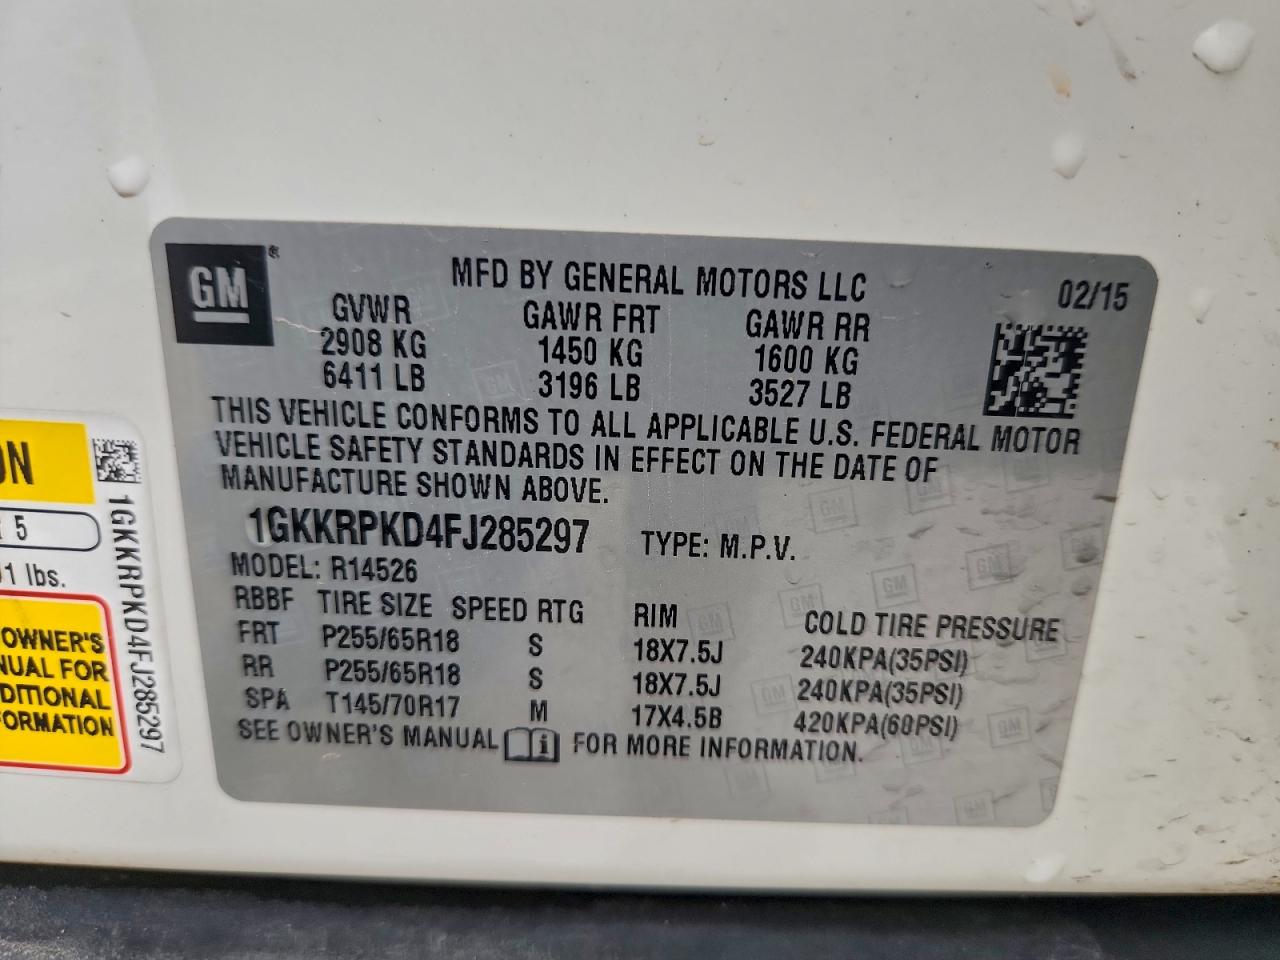 GM®
MFD BY GENERAL MOTORS LLC
02/15
GVWR GAWR FRT GAWR RR
2908 KG 1450 KG 1600 KG
6411 LB 3196 LB 3527 LB
THIS VEHICLE CONFORMS TO ALL APPLICABLE U.S. FEDERAL MOTOR
VEHICLE SAFETY STANDARDS IN EFFECT ON THE DATE OF
MANUFACTURE SHOWN ABOVE.
1GKKRPKD4FJ285297 TYPE: M.P.V.
MODEL: R14526
RBBF TIRE SIZE SPEED RTG RIM COLD TIRE PRESSURE
FRT P255/65R18 S 18X7.5J 240KPA(35PSI)
RR P255/65R18 S 18X7.5J 240KPA(35PSI)
SPA T145/70R17 M 17X4.5B 420KPA(60PSI)
SEE OWNER'S MANUAL FOR MORE INFORMATION.
5
lbs.
OWNER'S
FOR
1GKKRPKD4FJ285297